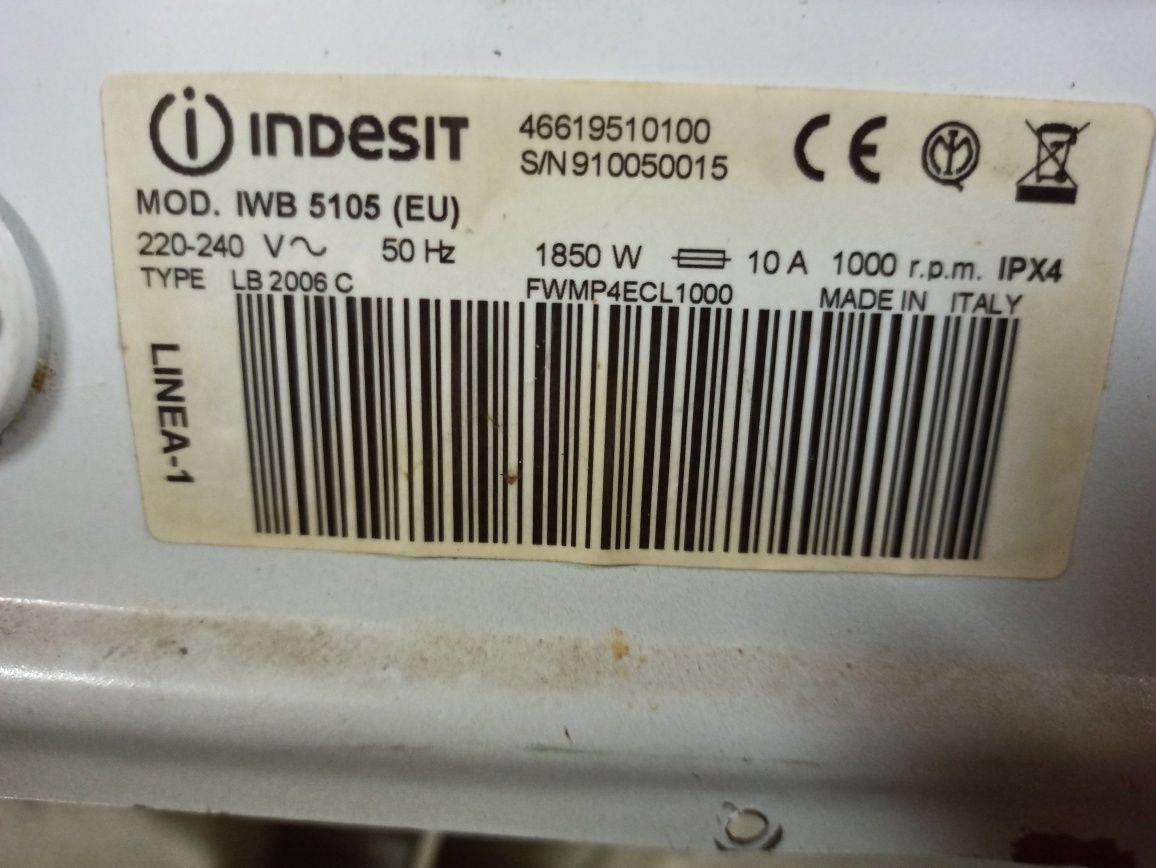 INDESIT
46619510100
S/N 910050015
CE
MOD. IWB 5105 (EU)
220-240 V~ 50 Hz 1850 W 10 A 1000 r.p.m. IPX4
TYPE LB 2006 C FWMP4ECL1000 MADE IN ITALY
LINEA-1